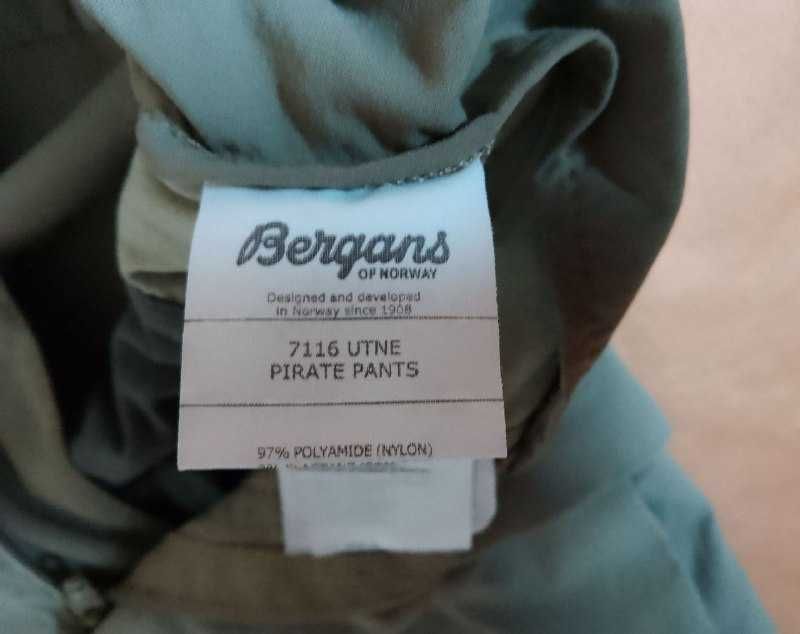 Bergans
OF NORWAY
Designed and developed
in Norway since 1908
7116 UTNE
PIRATE PANTS
97% POLYAMIDE (NYLON)